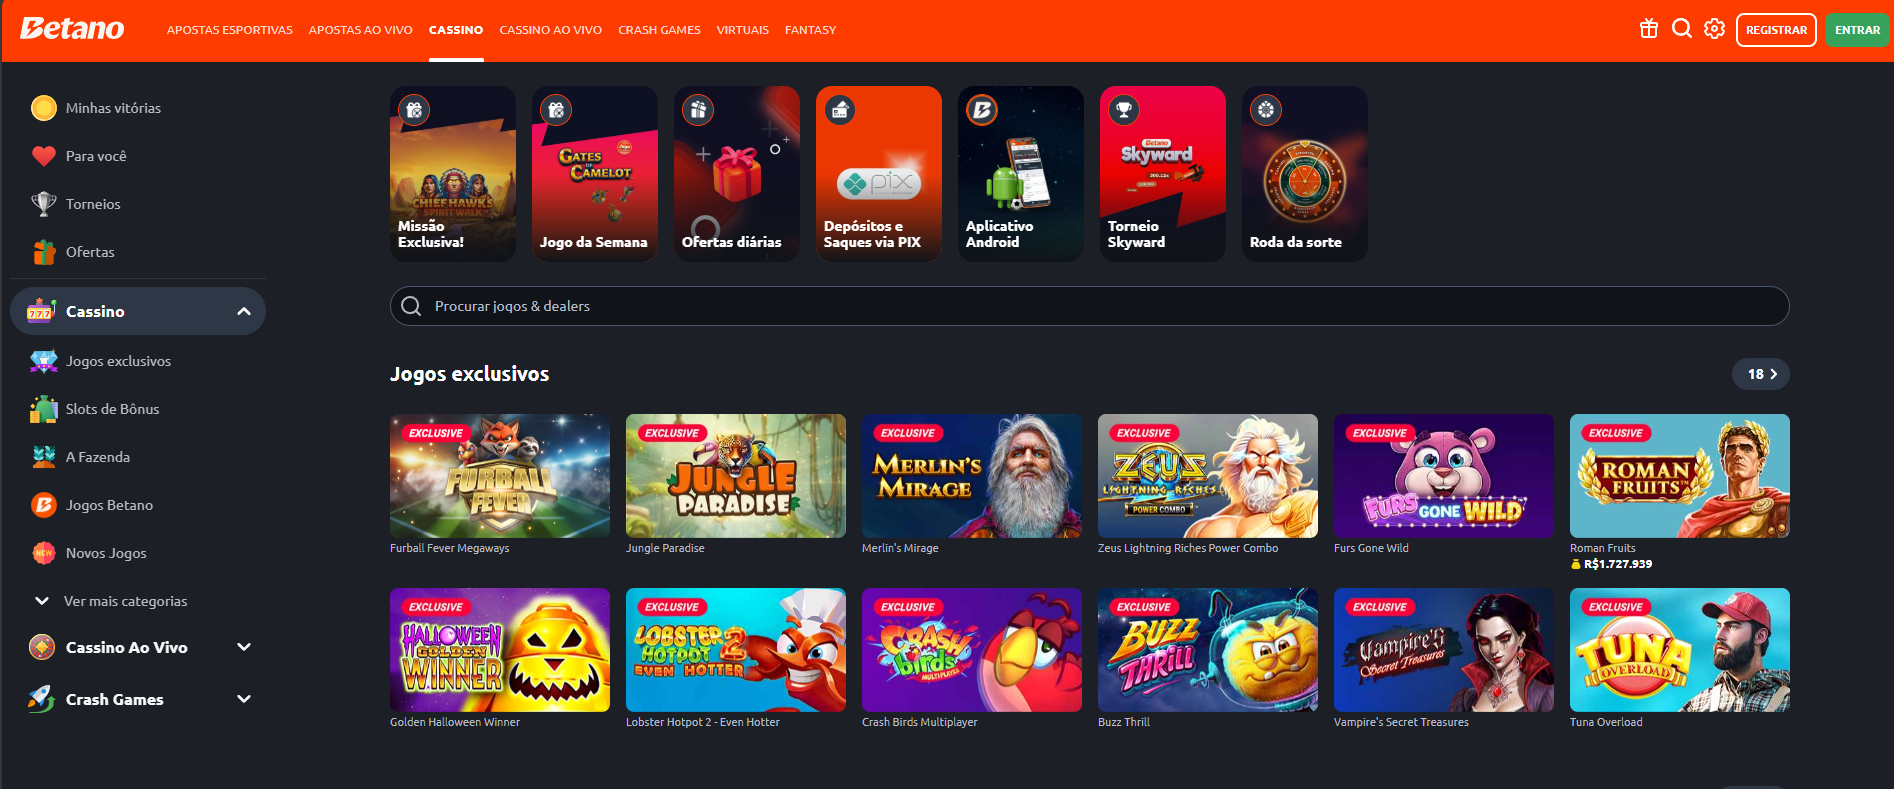 Betano
APOSTAS ESPORTIVAS
APOSTAS AO VIVO
CASSINO
CASSINO AO VIVO
CRASH GAMES
VIRTUAIS
FANTASY
REGISTRAR
ENTRAR
Minhas vitórias
Para você
Torneios
Ofertas
Cassino
Jogos exclusivos
Slots de Bônus
A Fazenda
Jogos Betano
NEW
Novos Jogos
Ver mais categorias
Cassino Ao Vivo
Crash Games
CHIEF HAWK'S
SPIRIT WALK
Missão
Exclusiva!
GATES
OF
CAMELOT
Jogo da Semana
Ofertas diárias
pix
Depósitos e
Saques via PIX
Aplicativo
Android
Betano
Skyward
Torneio
Skyward
Roda da sorte
Procurar jogos & dealers
Jogos exclusivos
18
EXCLUSIVE
FURBALL
FEVER
Furball Fever Megaways
EXCLUSIVE
JUNGLE
PARADISE
Jungle Paradise
EXCLUSIVE
MERLIN'S
MIRAGE
Merlin's Mirage
EXCLUSIVE
ZEUS
LIGHTNING RICHES
POWER COMBO
Zeus Lightning Riches Power Combo
EXCLUSIVE
FURS
GONE WILD
Furs Gone Wild
EXCLUSIVE
ROMAN
FRUITS™
Roman Fruits
R$1.727.939
EXCLUSIVE
HALLOWEEN
GOLDEN
WINNER
Golden Halloween Winner
EXCLUSIVE
LOBSTER
HOTPOT 2
EVEN HOTTER
Lobster Hotpot 2 - Even Hotter
EXCLUSIVE
CRASH
birds
MULTIPLAYER
Crash Birds Multiplayer
EXCLUSIVE
BUZZ
THRILL
Buzz Thrill
EXCLUSIVE
Vampire's
Secret Treasures
Vampire's Secret Treasures
EXCLUSIVE
TUNA
OVERLOAD
Tuna Overload